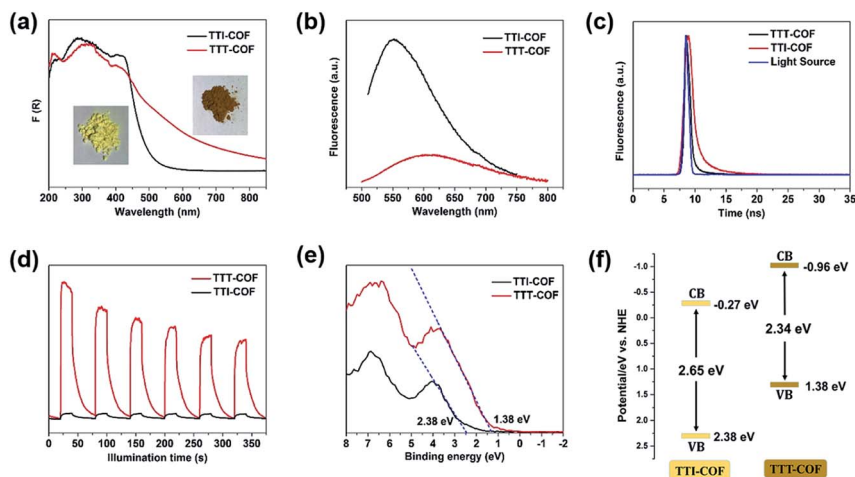 (a)
TTI-COF
TTT-COF
F (R)
200 300 400 500 600 700 800
Wavelength (nm)
(b)
TTI-COF
TTT-COF
Fluorescence (a.u.)
500 550 600 650 700 750 800
Wavelength (nm)
(c)
TTT-COF
TTI-COF
Light Source
Fluorescence (a.u.)
0 5 10 15 20 25 30 35
Time (ns)
(d)
TTT-COF
TTI-COF
0 50 100 150 200 250 300 350
Illumination time (s)
(e)
TTI-COF
TTT-COF
2.38 eV
1.38 eV
8 7 6 5 4 3 2 1 0 -1 -2
Binding energy (eV)
(f)
Potential/eV vs. NHE
-1.0
-0.5
0.0
0.5
1.0
1.5
2.0
2.5
CB
-0.27 eV
2.65 eV
VB
2.38 eV
TTI-COF
CB
-0.96 eV
2.34 eV
VB
1.38 eV
TTT-COF